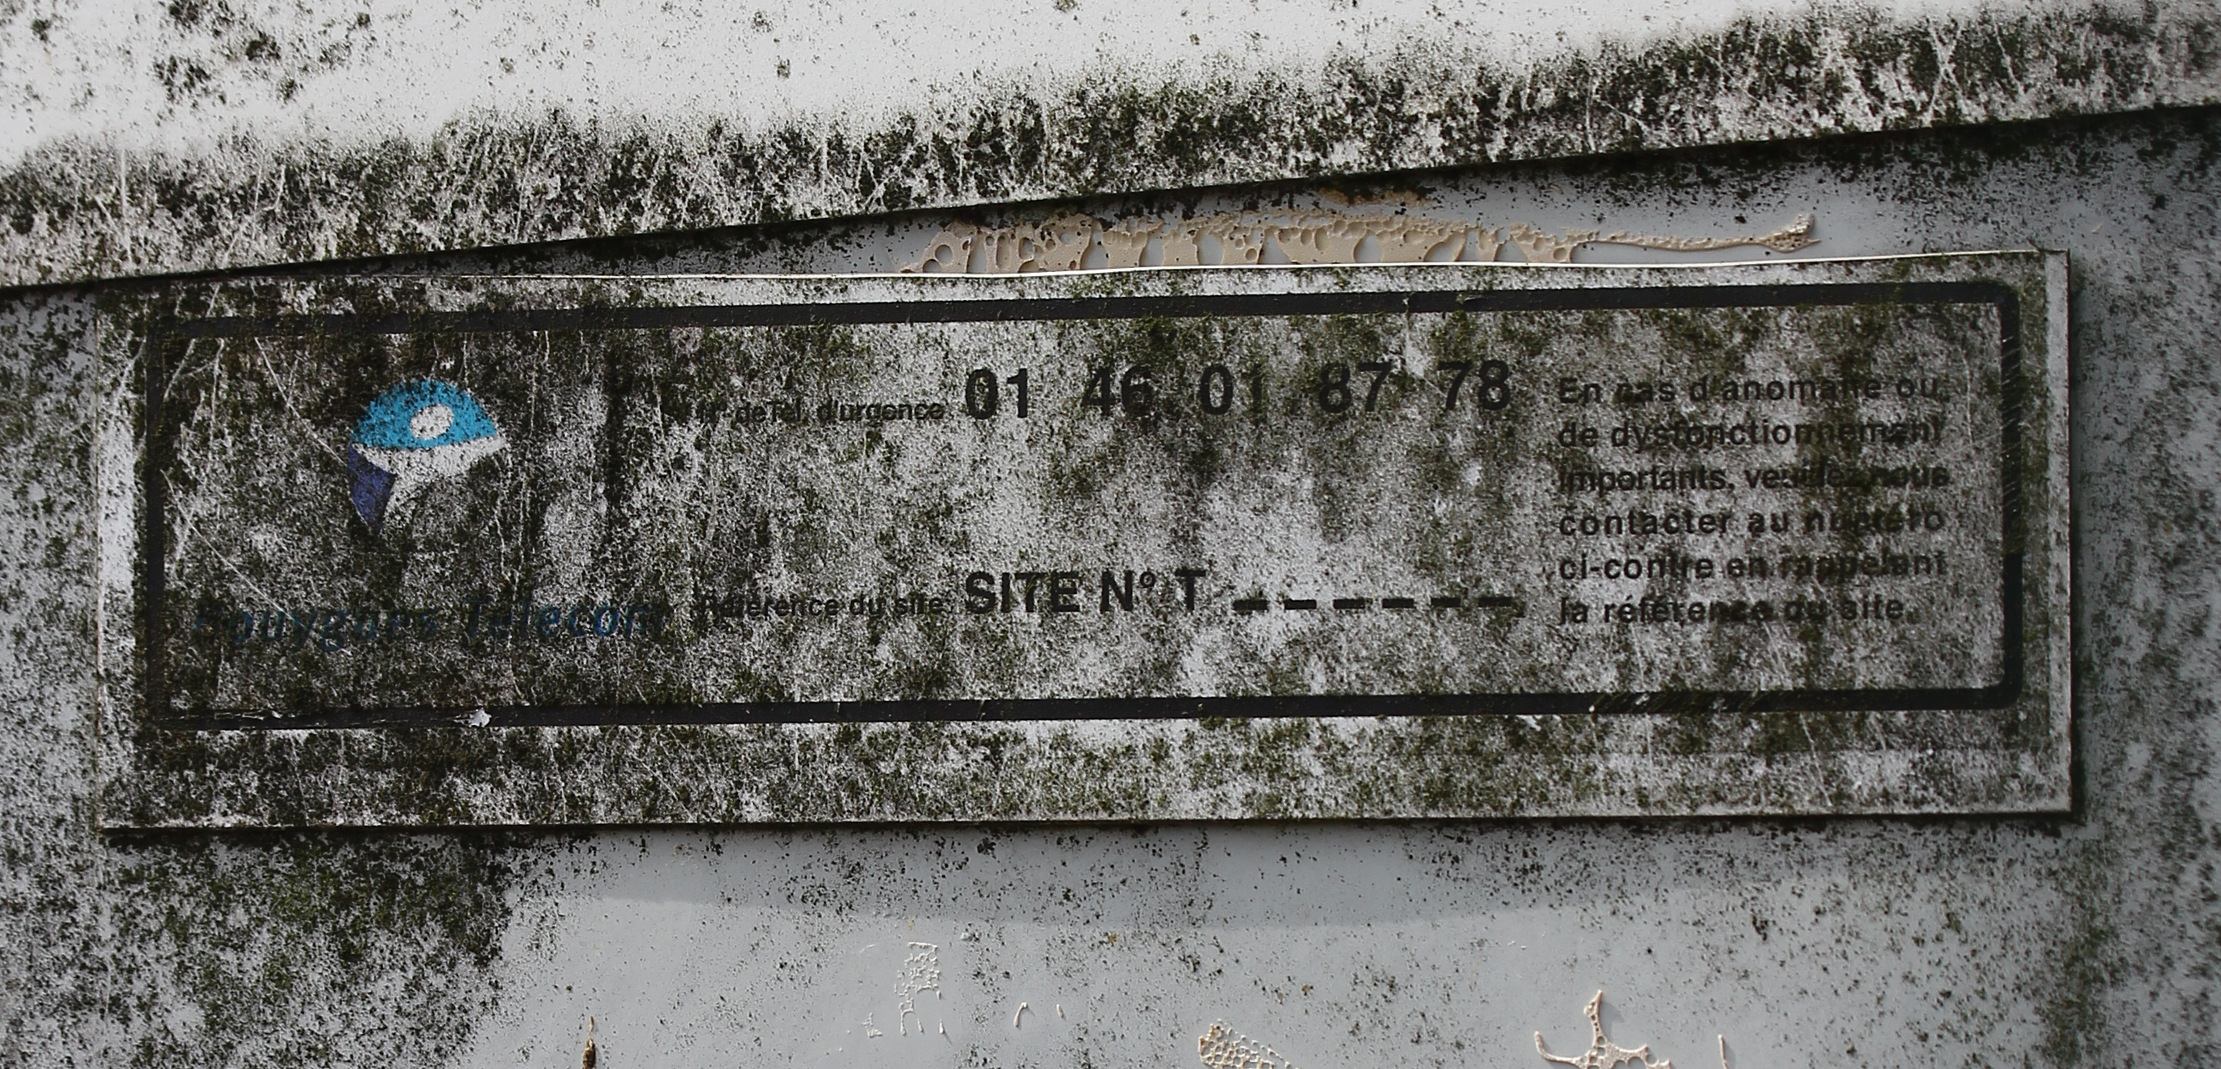 Bouygues Telecom
N° de Tél. d'urgence 01 46 01 87 78
Référence du site SITE Nº T _ _ _ _ _ _
En cas d'anomalie ou
de dysfonctionnement
importants, veuillez nous
contacter au numéro
ci-contre en rappelant
la référence du site.